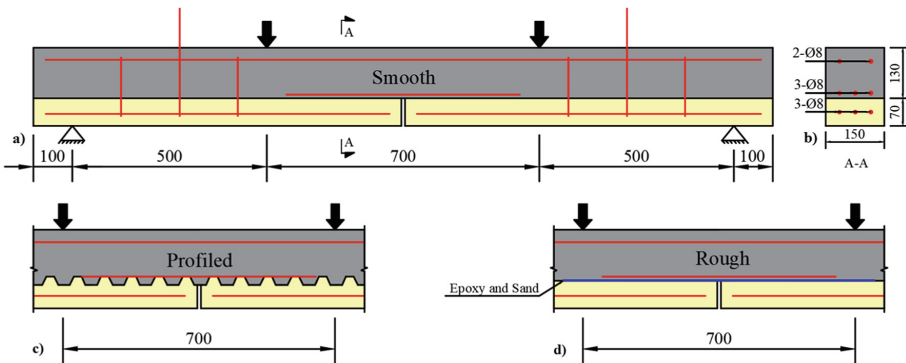 A
Smooth
a)
A
100
500
700
500
100
2-Ø8
3-Ø8
3-Ø8
130
70
150
b)
A-A
Profiled
700
c)
Rough
Epoxy and Sand
700
d)